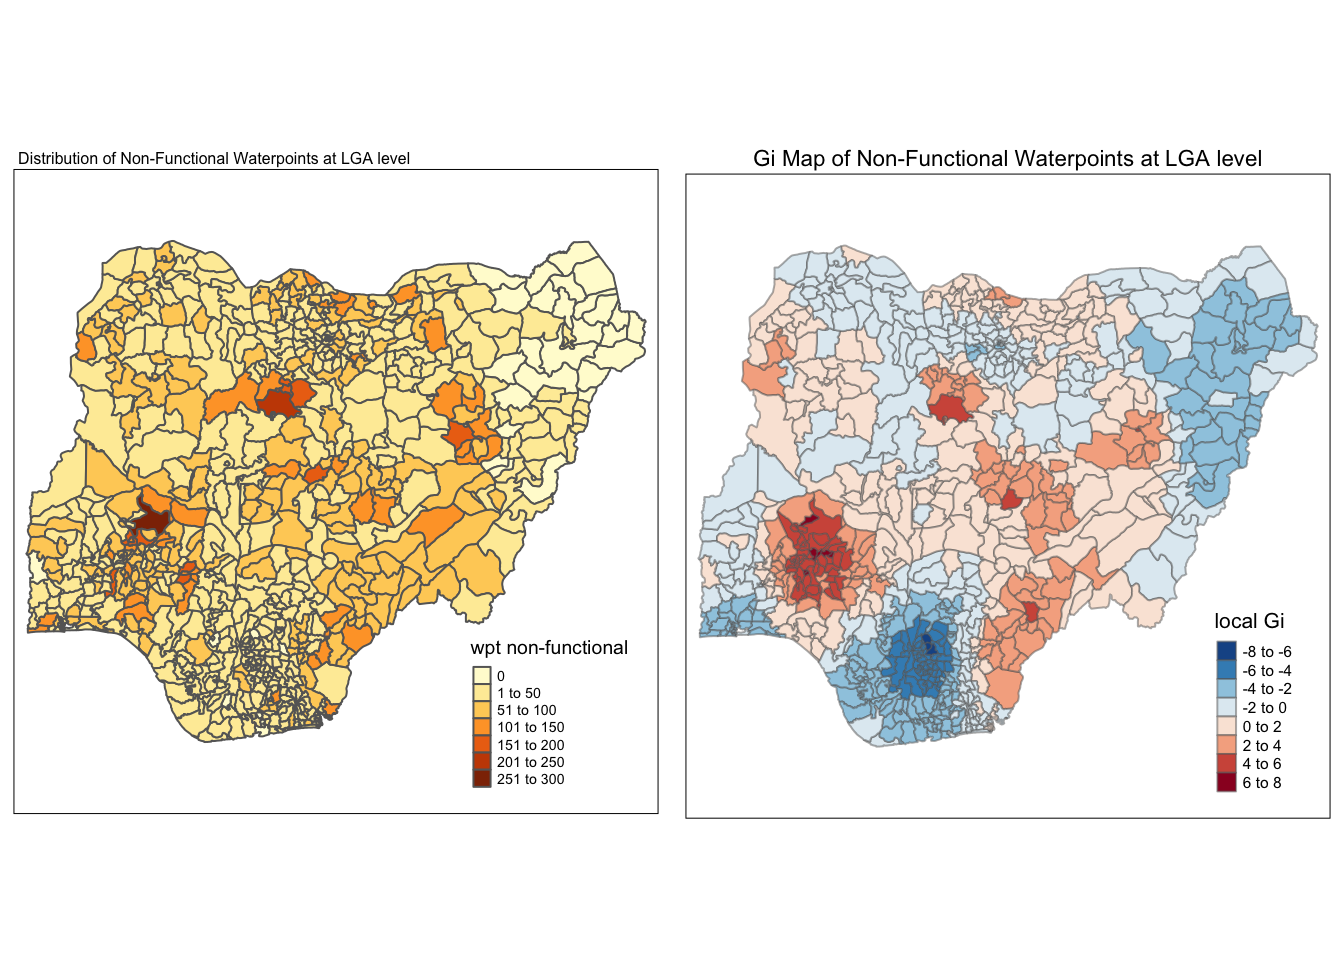 Distribution of Non-Functional Waterpoints at LGA level
wpt non-functional
0
1 to 50
51 to 100
101 to 150
151 to 200
201 to 250
251 to 300
Gi Map of Non-Functional Waterpoints at LGA level
local Gi
-8 to -6
-6 to -4
-4 to -2
-2 to 0
0 to 2
2 to 4
4 to 6
6 to 8